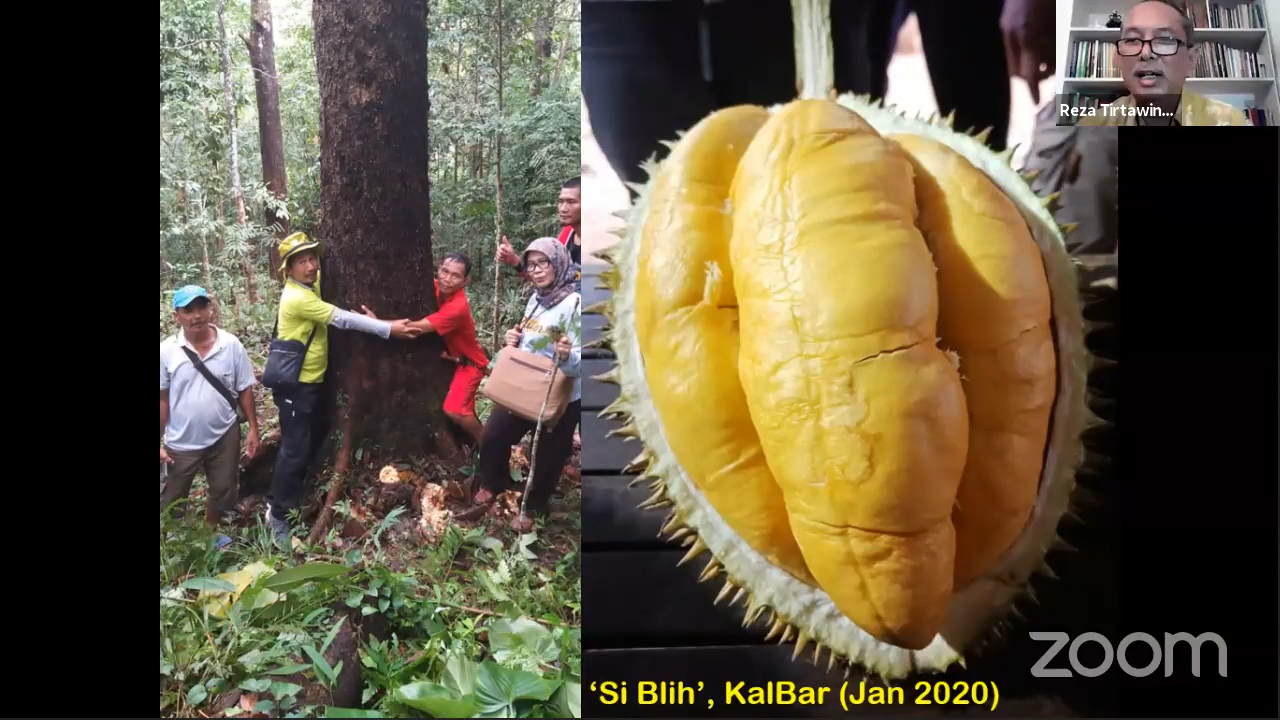 Reza Tirtawin...
‘Si Blih’, KalBar (Jan 2020)
zoom